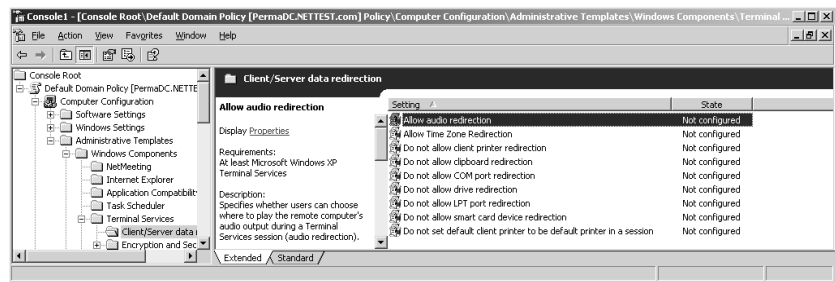 Console1 - [Console Root\Default Domain Policy [PermaDC.NETTEST.com] Policy\Computer Configuration\Administrative Templates\Windows Components\Terminal ...
File Action View Favorites Window Help
Console Root
Default Domain Policy [PermaDC.NETTE
Computer Configuration
Software Settings
Windows Settings
Administrative Templates
Windows Components
NetMeeting
Internet Explorer
Application Compatibilit
Task Scheduler
Terminal Services
Client/Server data r
Encryption and Sec
Client/Server data redirection
Allow audio redirection
Display Properties
Requirements:
At least Microsoft Windows XP
Terminal Services
Description:
Specifies whether users can choose
where to play the remote computer's
audio output during a Terminal
Services session (audio redirection).
Setting State
Allow audio redirection Not configured
Allow Time Zone Redirection Not configured
Do not allow client printer redirection Not configured
Do not allow clipboard redirection Not configured
Do not allow COM port redirection Not configured
Do not allow drive redirection Not configured
Do not allow LPT port redirection Not configured
Do not allow smart card device redirection Not configured
Do not set default client printer to be default printer in a session Not configured
Extended Standard